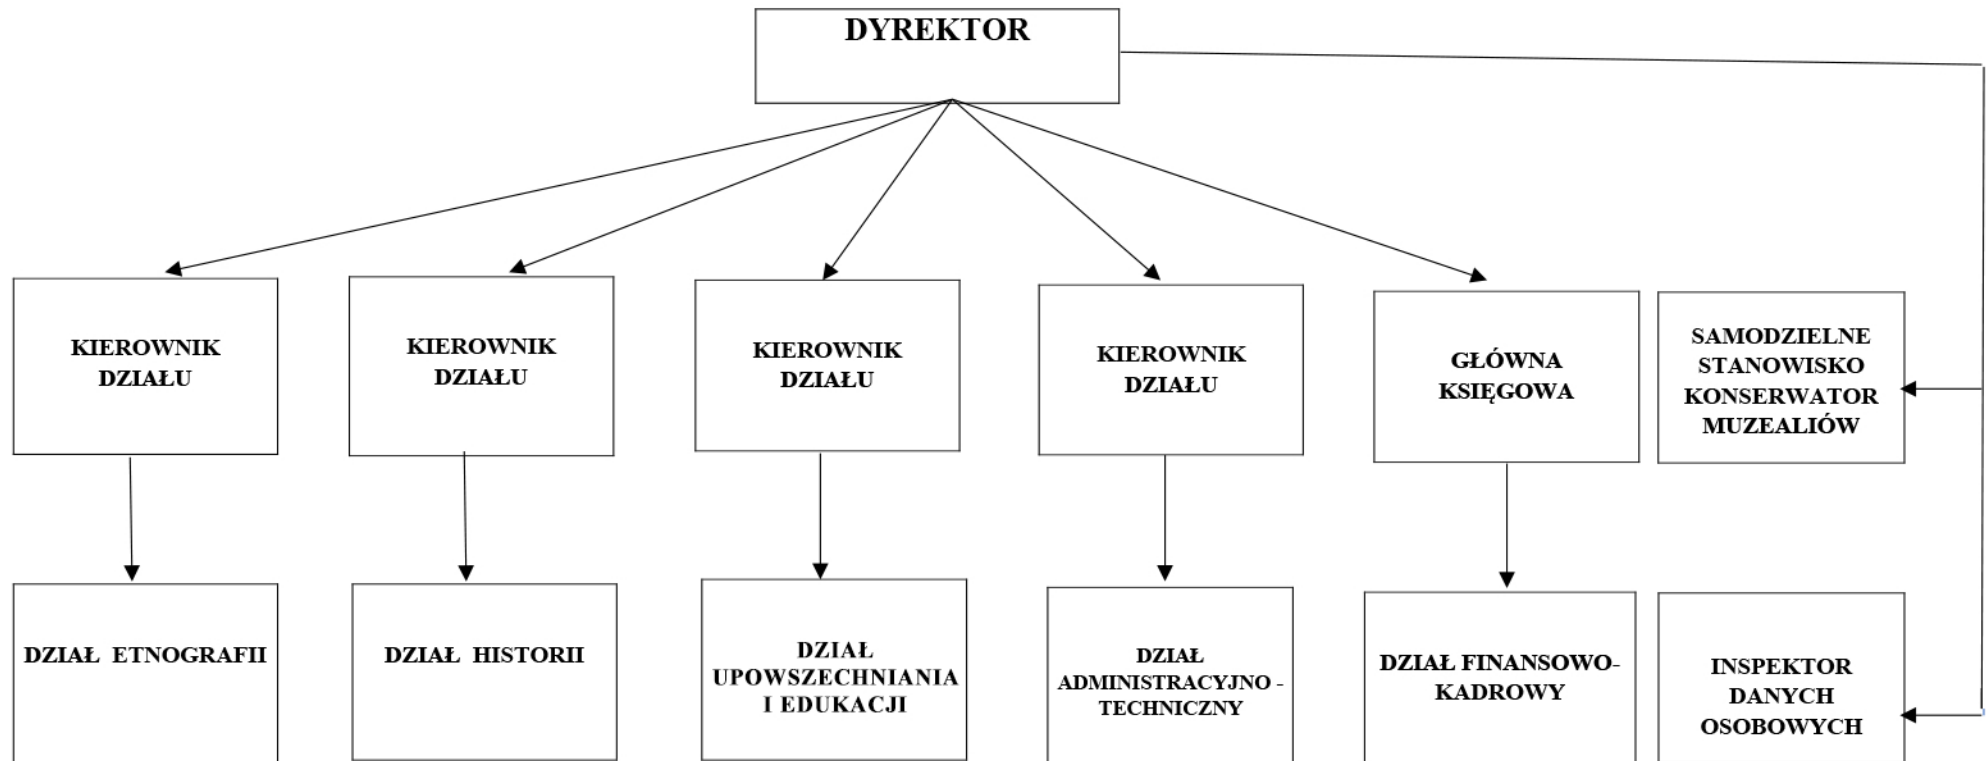 DYREKTOR
KIEROWNIK
DZIAŁU
KIEROWNIK
DZIAŁU
KIEROWNIK
DZIAŁU
KIEROWNIK
DZIAŁU
GŁÓWNA
KSIĘGOWA
SAMODZIELNE
STANOWISKO
KONSERWATOR
MUZEALIÓW
DZIAŁ ETNOGRAFII
DZIAŁ HISTORII
DZIAŁ
UPOWSZECHNIANIA
I EDUKACJI
DZIAŁ
ADMINISTRACYJNO -
TECHNICZNY
DZIAŁ FINANSOWO-
KADROWY
INSPEKTOR
DANYCH
OSOBOWYCH